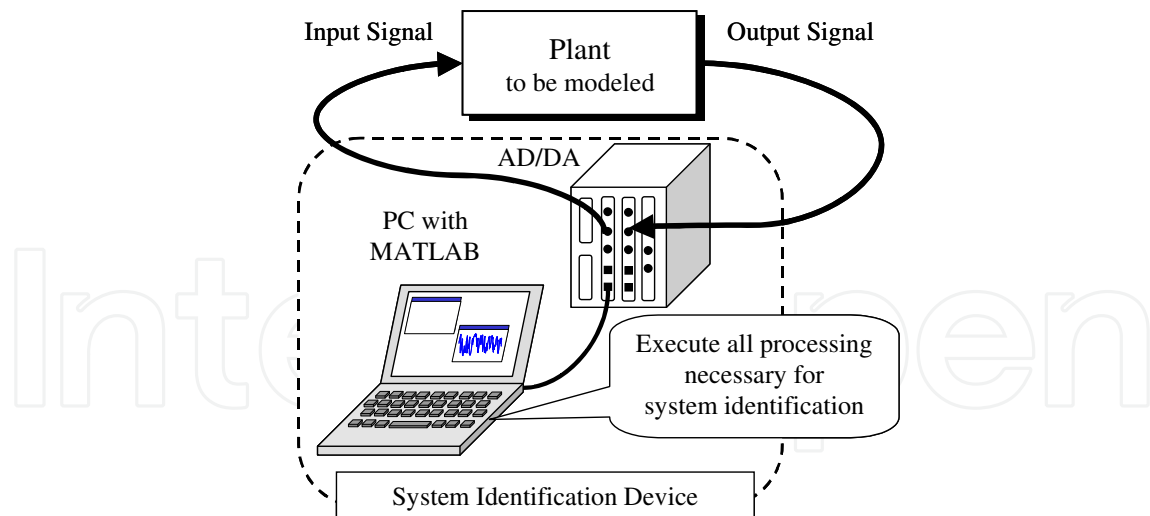 Input Signal
Plant
to be modeled
Output Signal
AD/DA
PC with
MATLAB
Execute all processing
necessary for
system identification
System Identification Device